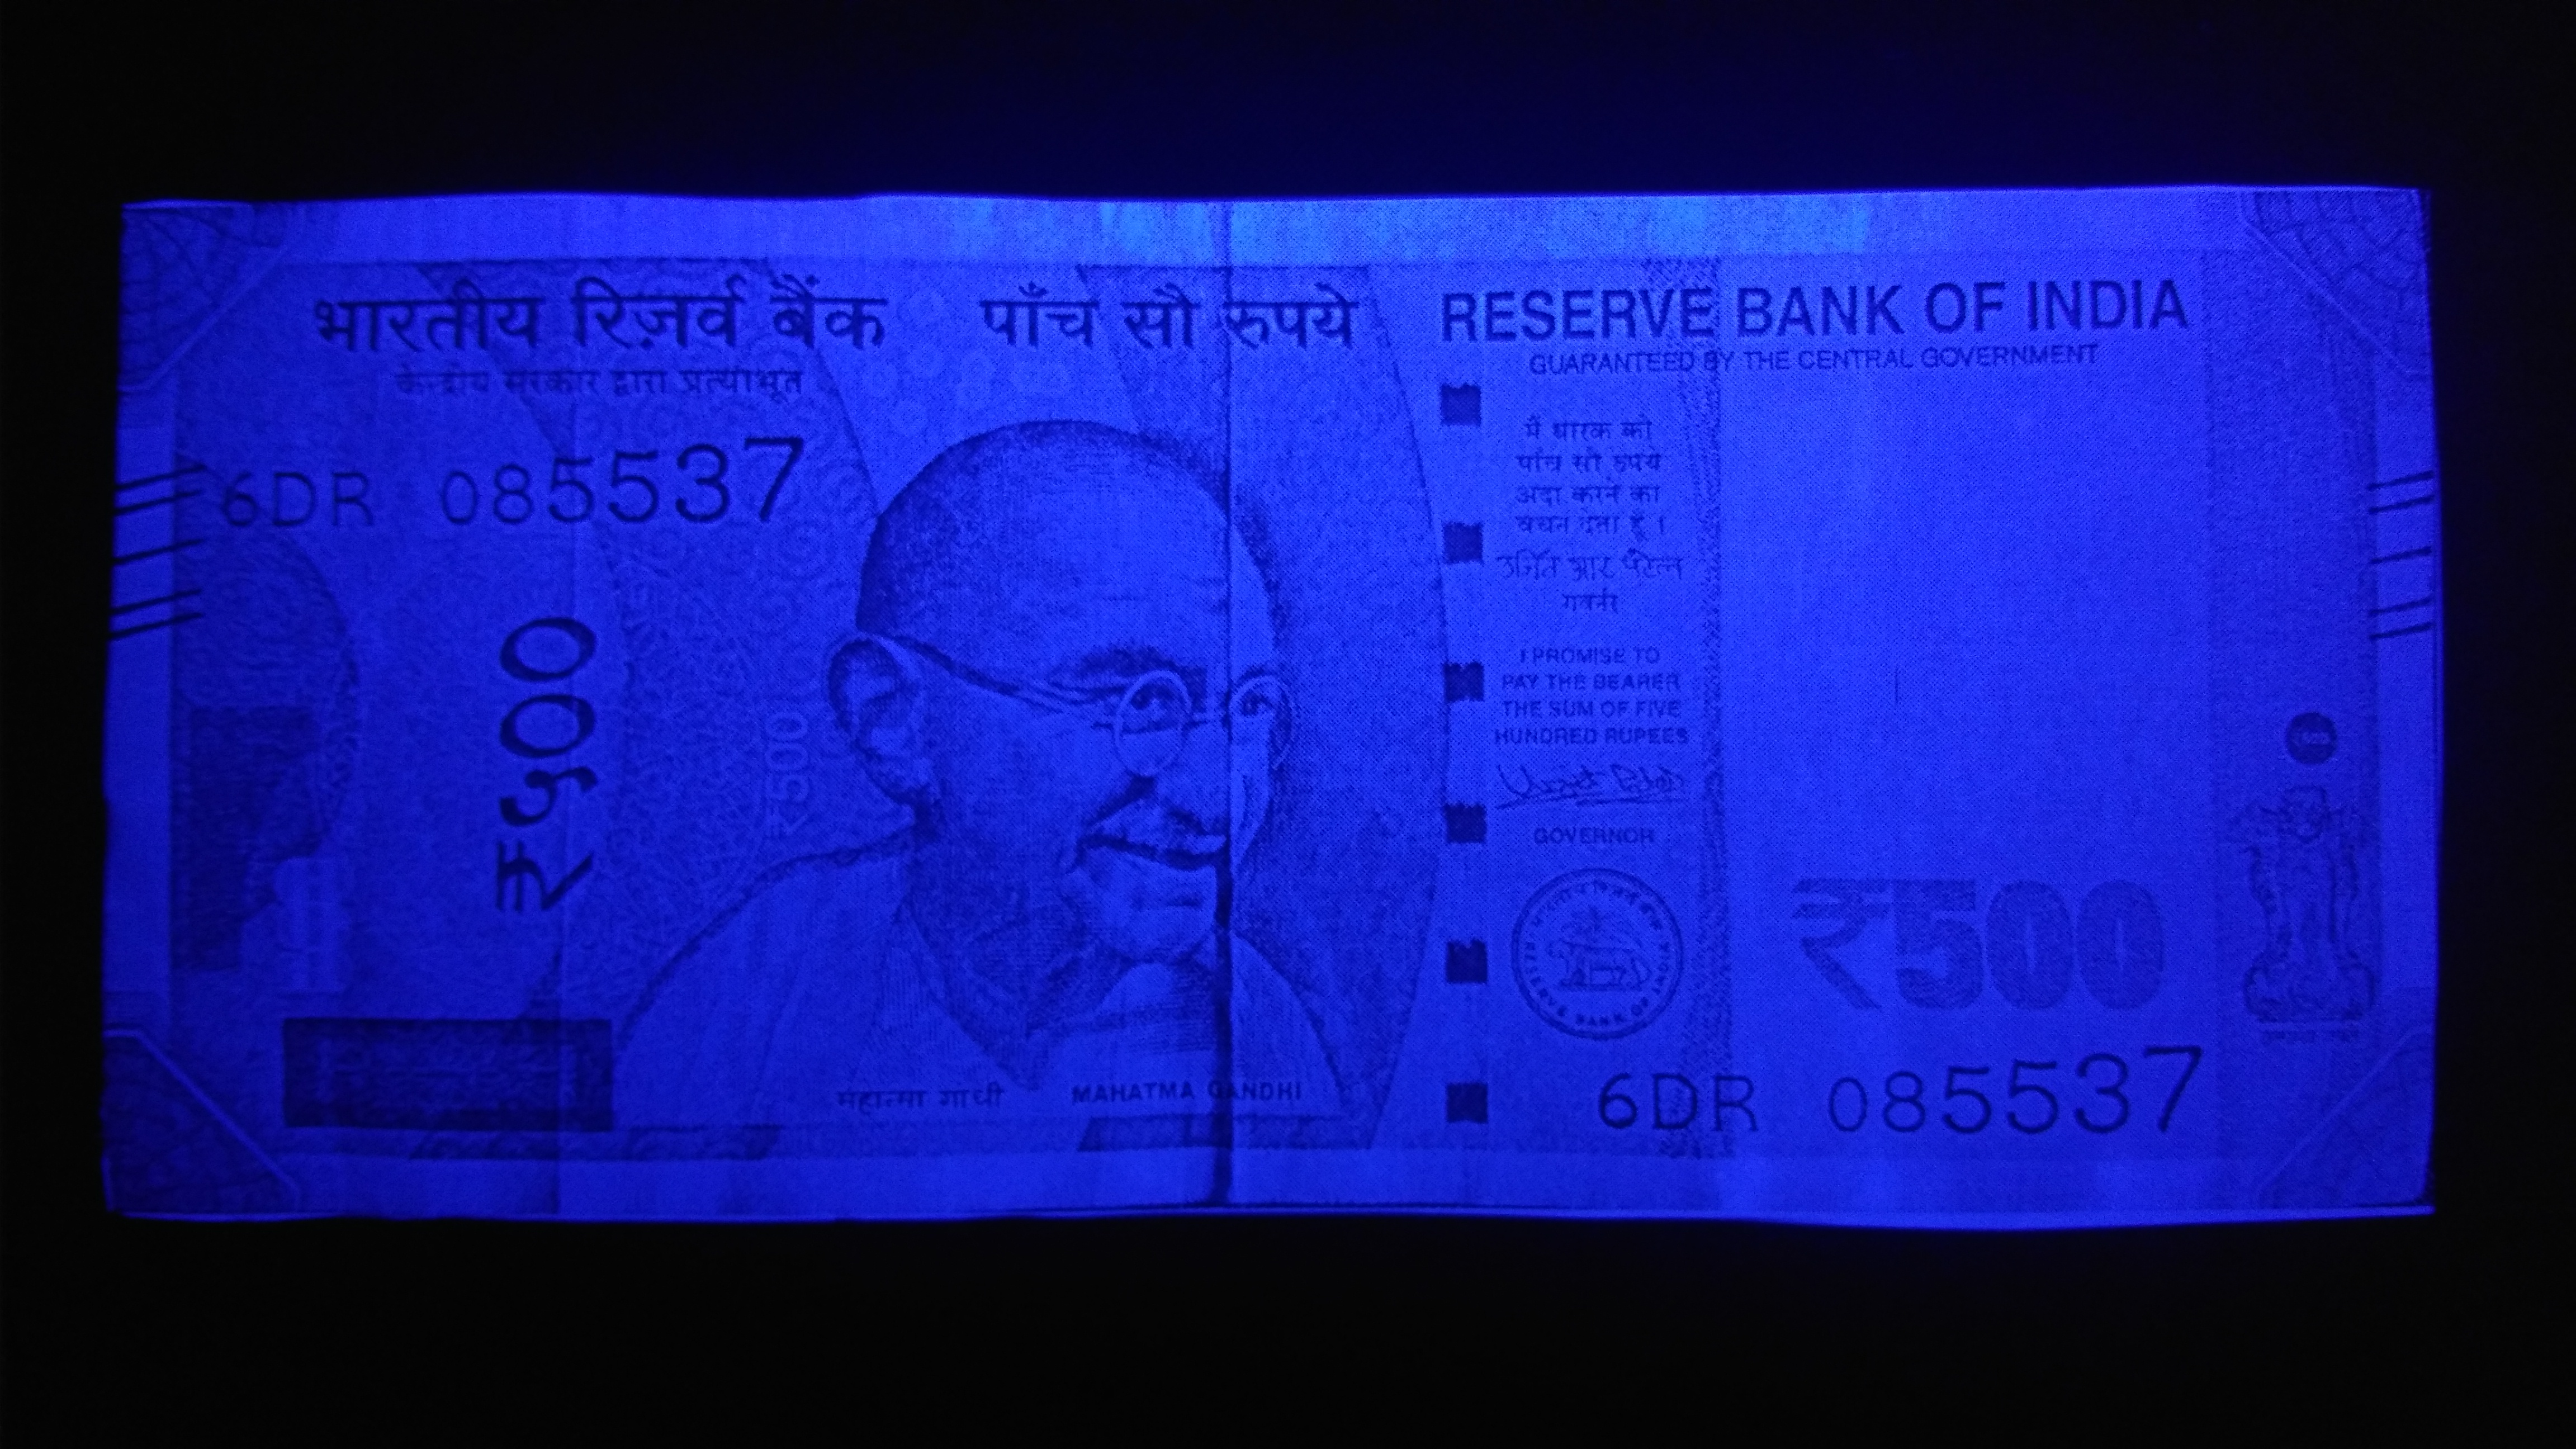 भारतीय रिज़र्व बैंक
केन्द्रीय सरकार द्वारा प्रत्याभूत
पाँच सौ रुपये
RESERVE BANK OF INDIA
GUARANTEED BY THE CENTRAL GOVERNMENT
6DR 085537
₹५००
₹500
मैं धारक को
पाँच सौ रुपये
अदा करने का
वचन देता हूँ ।
उर्जित आर पटेल
गवर्नर
I PROMISE TO
PAY THE BEARER
THE SUM OF FIVE
HUNDRED RUPEES
GOVERNOR
RESERVE BANK OF INDIA
₹500
महात्मा गांधी
MAHATMA GANDHI
6DR 085537